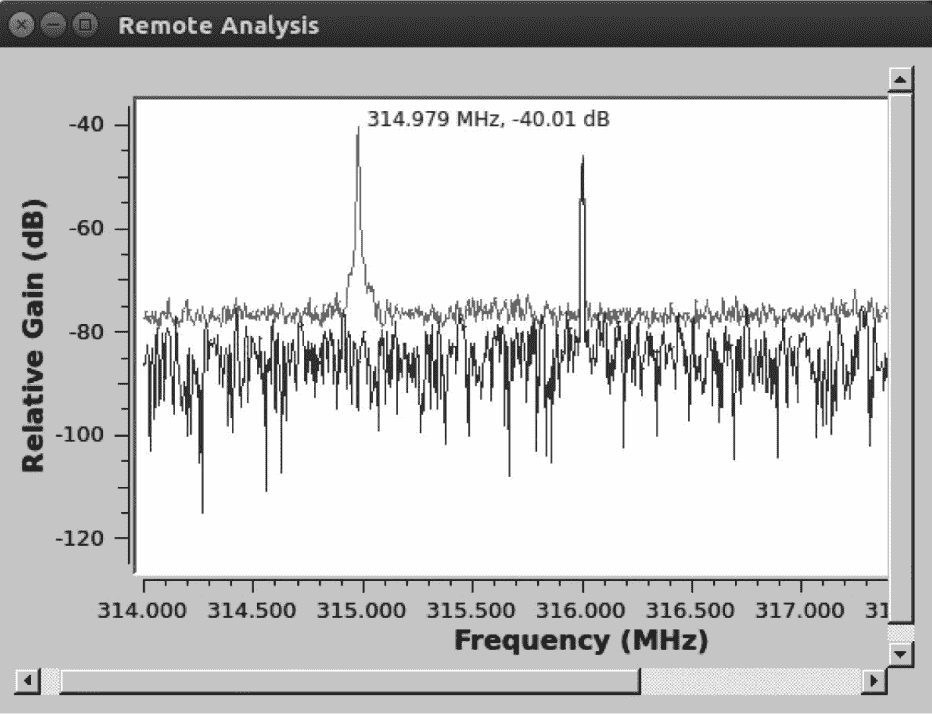 Remote Analysis
314.979 MHz, -40.01 dB
Relative Gain (dB)
-40
-60
-80
-100
-120
314.000 314.500 315.000 315.500 316.000 316.500 317.000 31
Frequency (MHz)